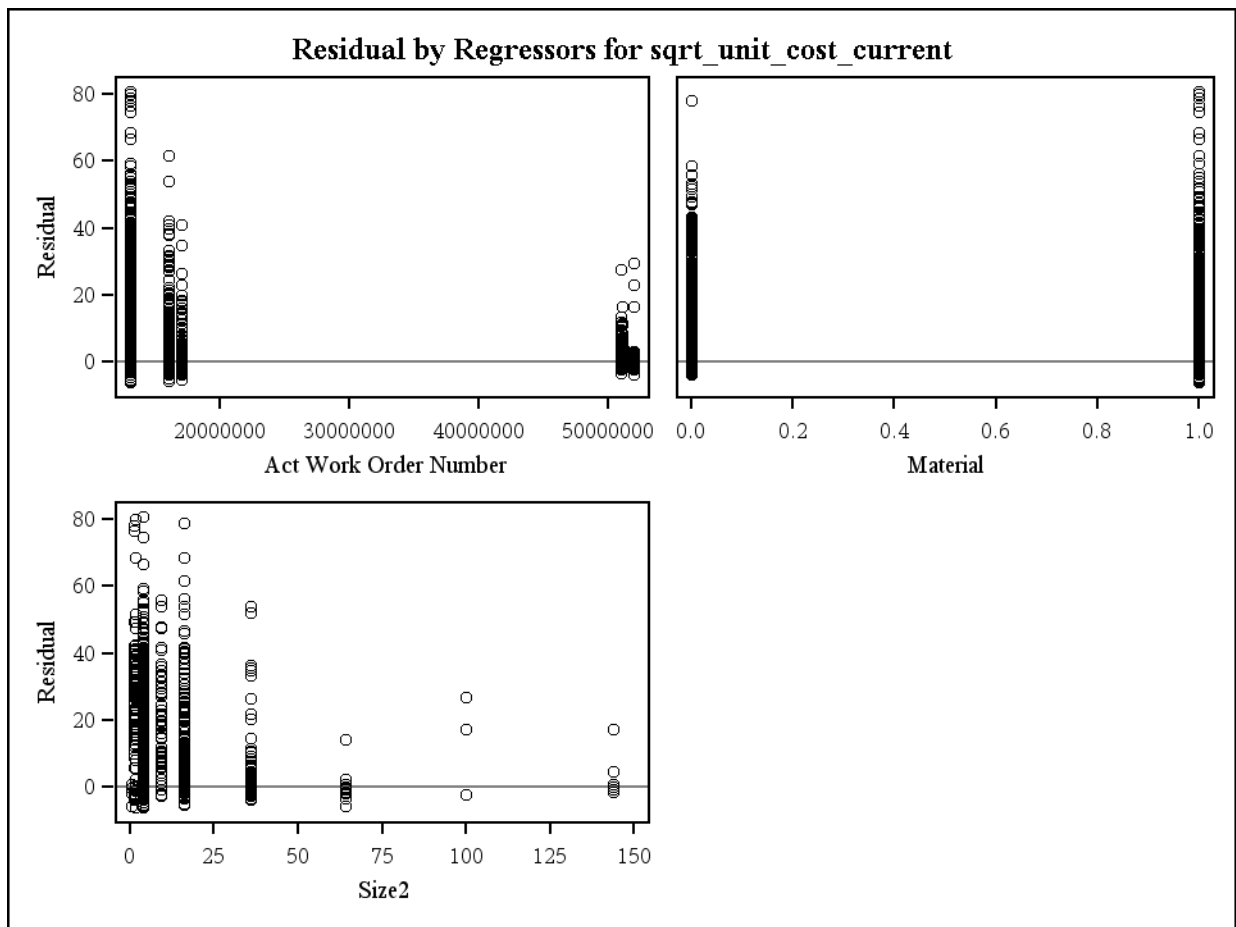 Residual by Regressors for sqrt_unit_cost_current
80
60
40
20
0
Residual
20000000 30000000 40000000 50000000
Act Work Order Number
0.0 0.2 0.4 0.6 0.8 1.0
Material
80
60
40
20
0
Residual
0 25 50 75 100 125 150
Size2